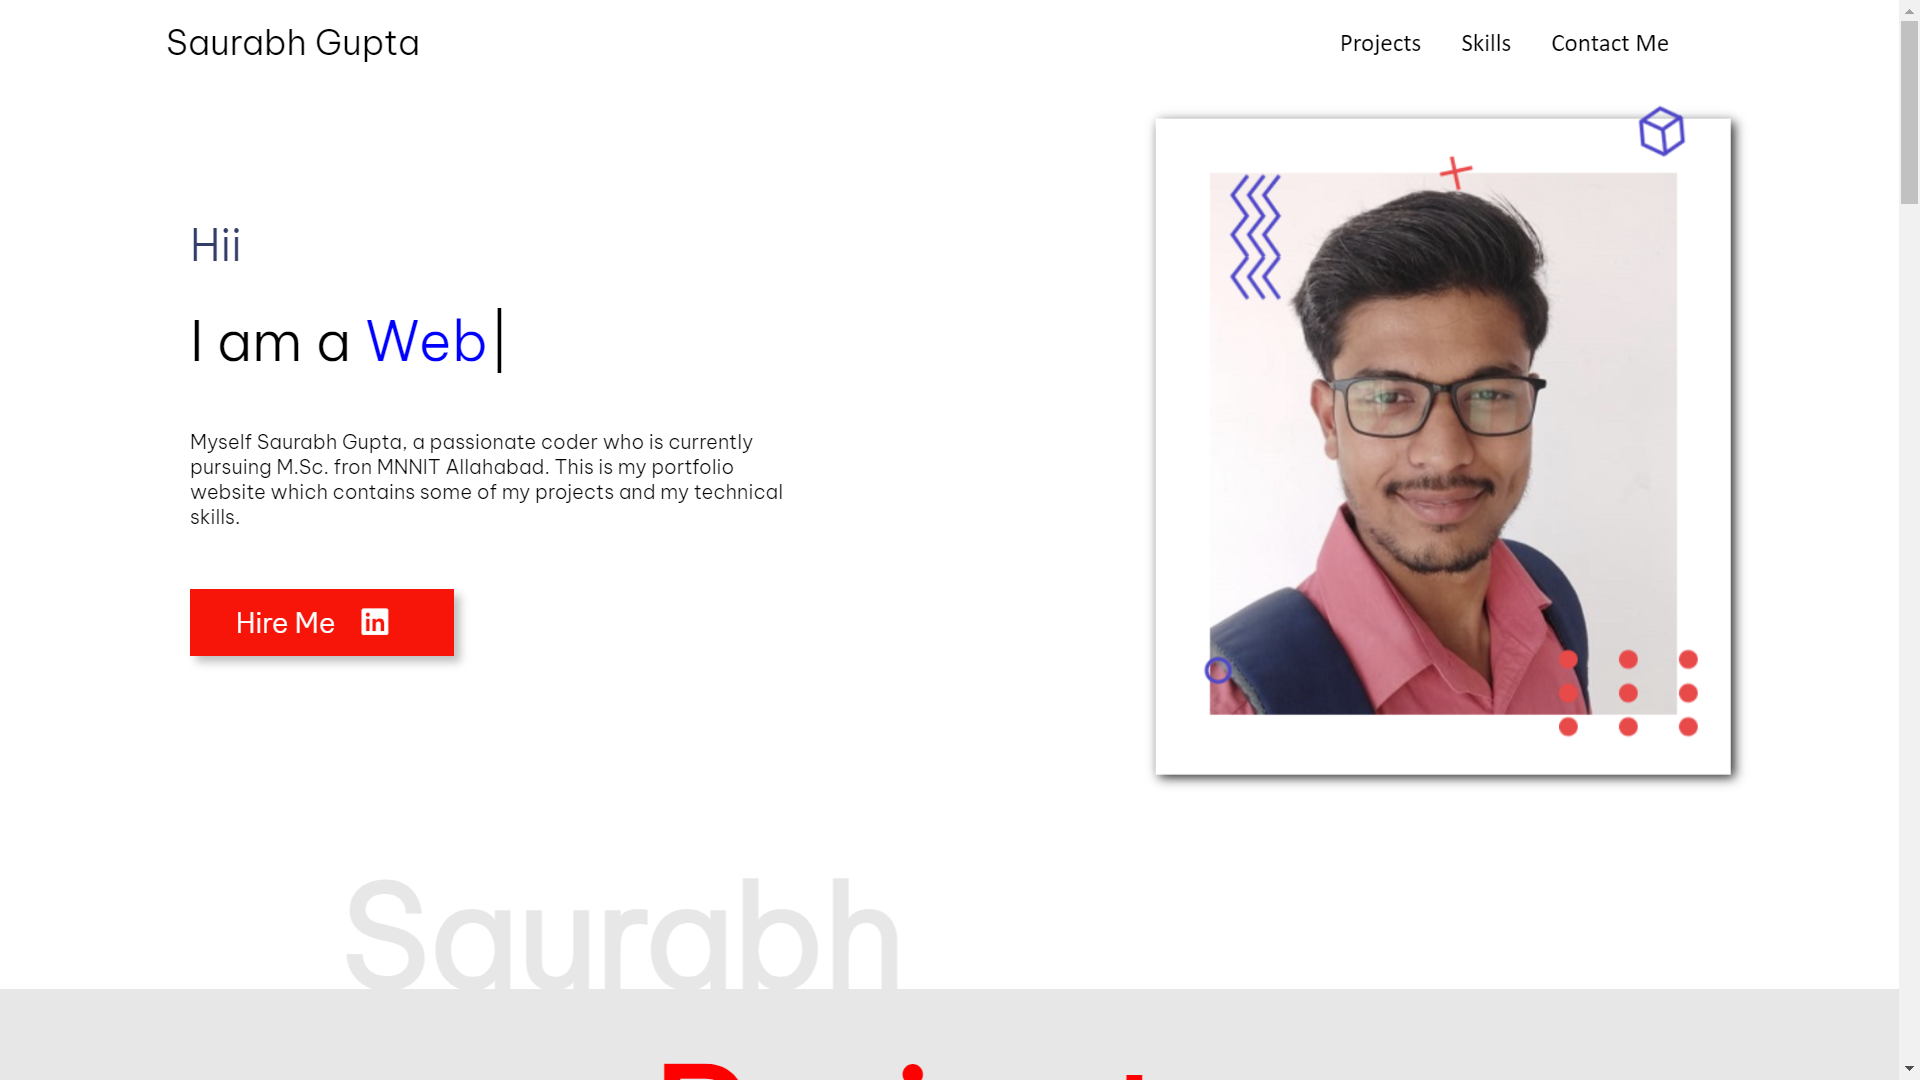 Saurabh Gupta
Projects Skills Contact Me
Hii
I am a Web
Myself Saurabh Gupta, a passionate coder who is currently
pursuing M.Sc. fron MNNIT Allahabad. This is my portfolio
website which contains some of my projects and my technical
skills.
Hire Me in
Saurabh